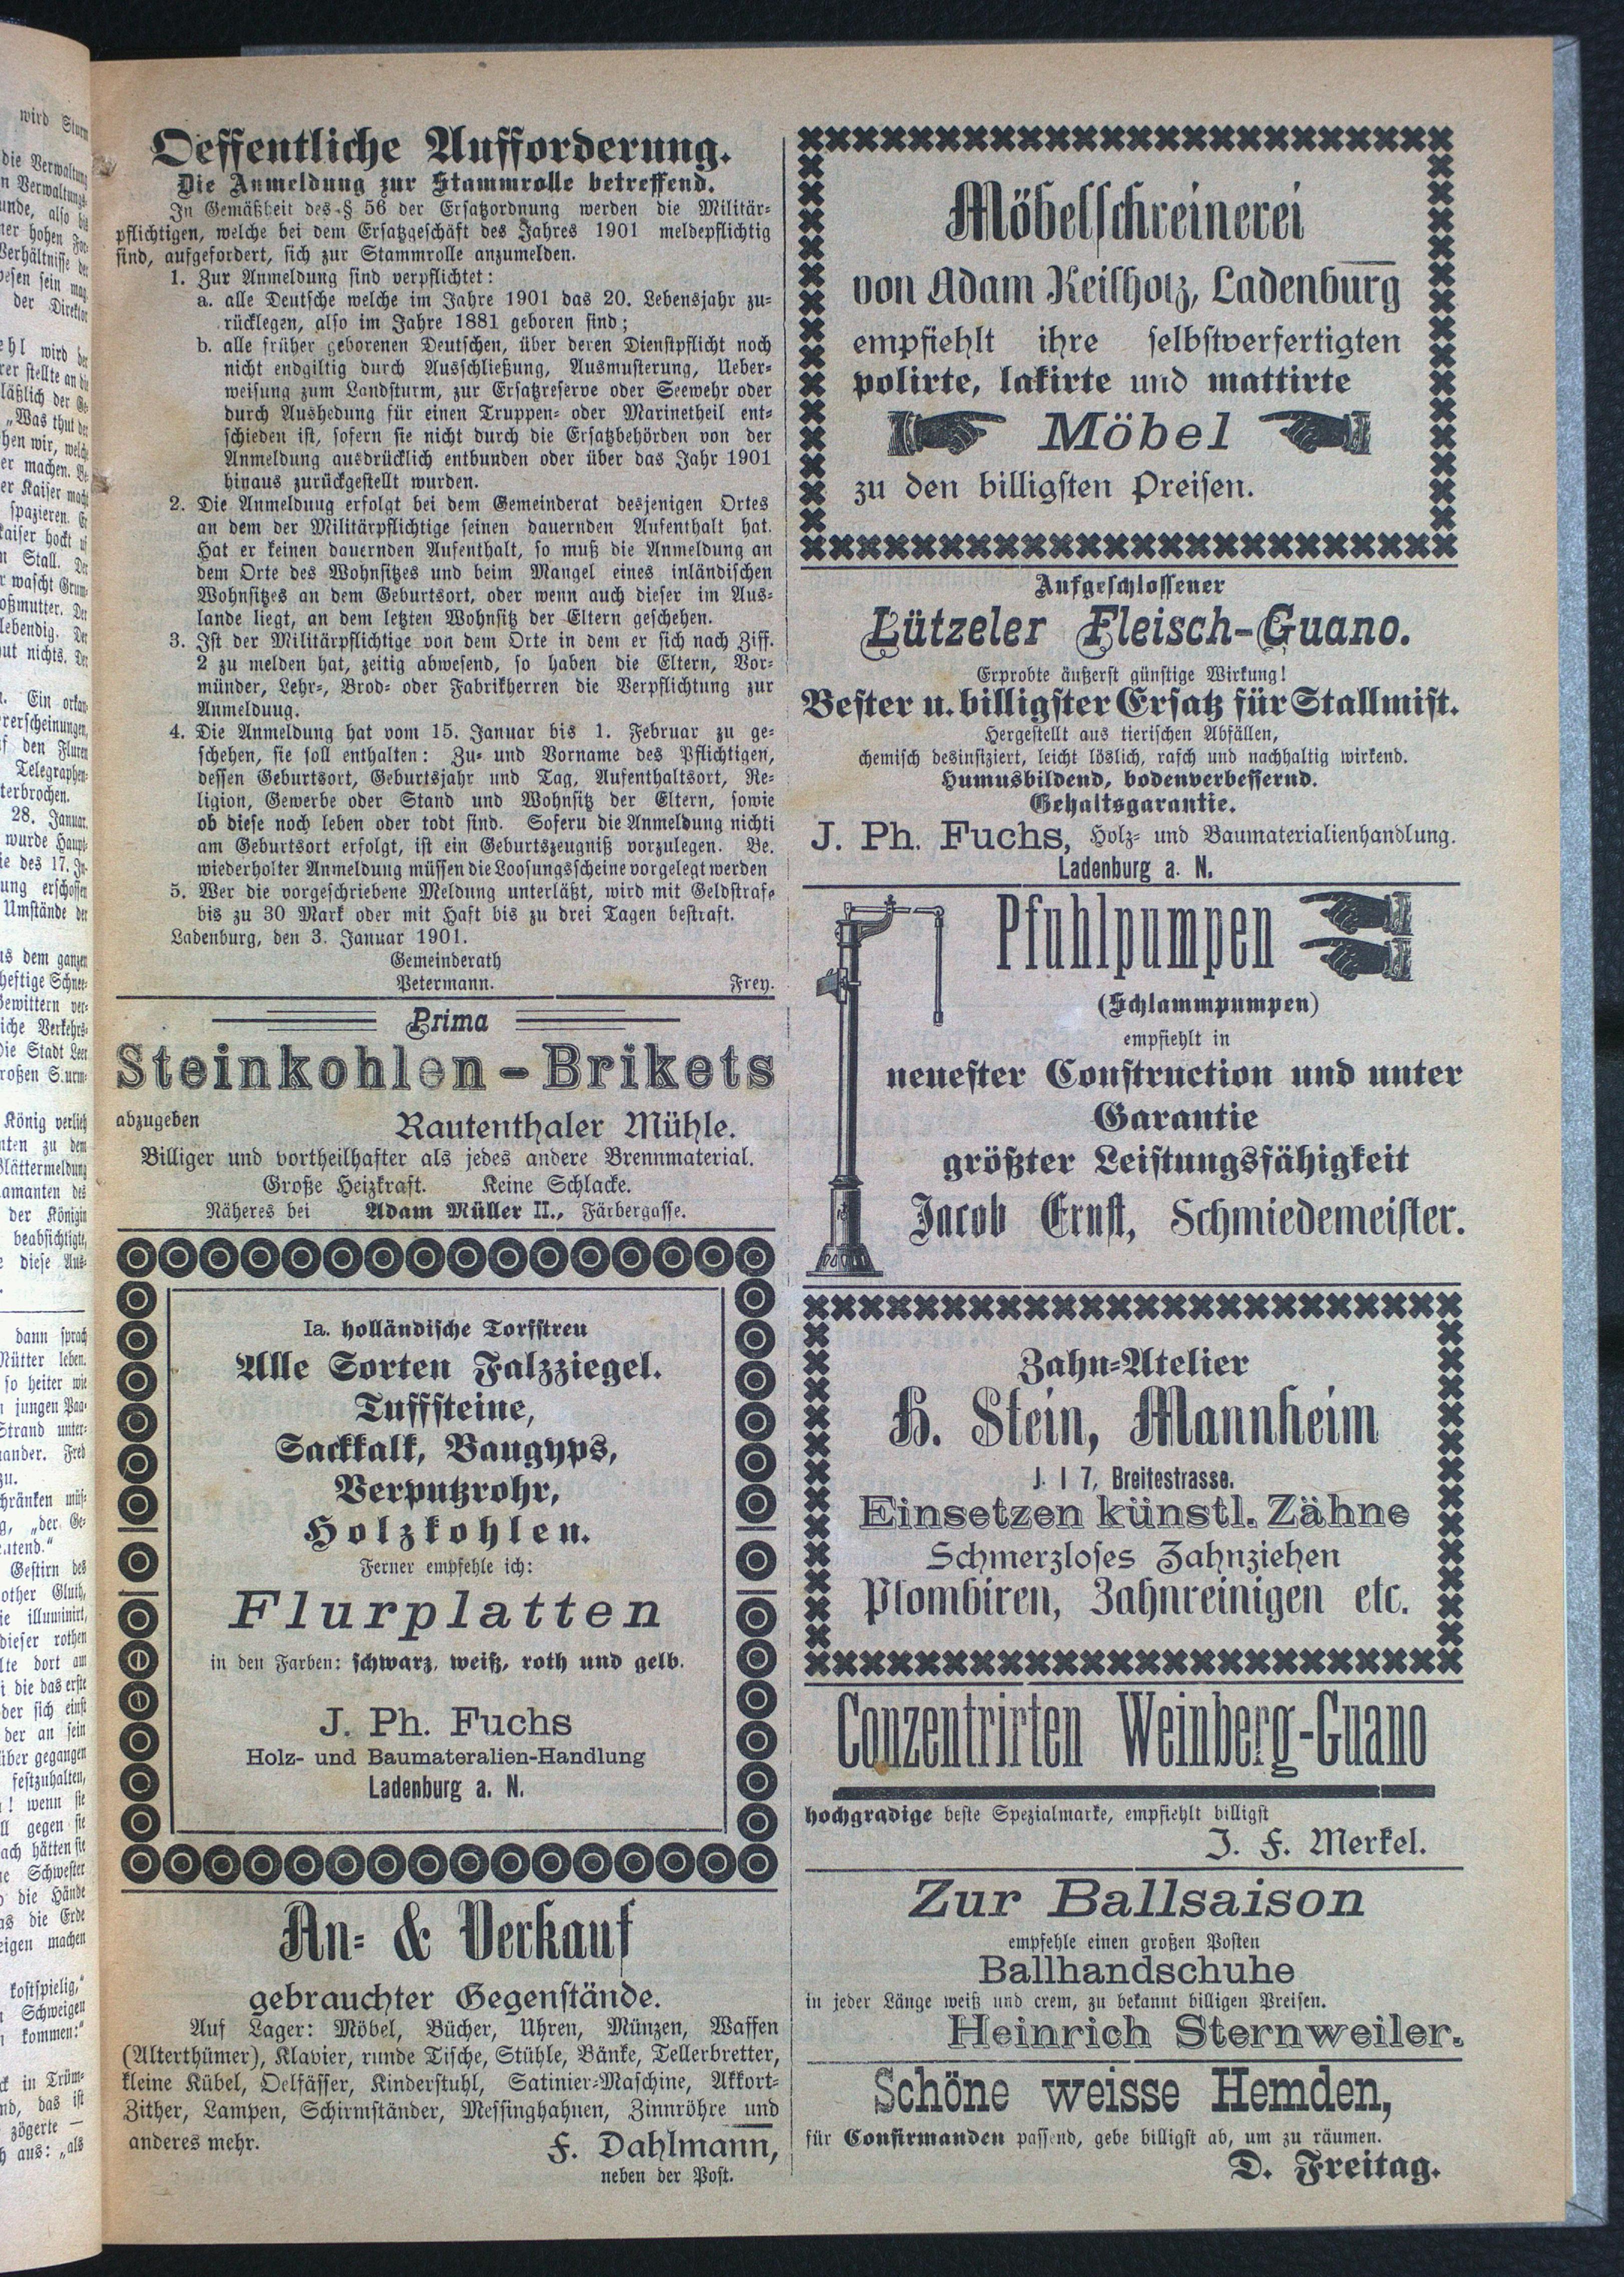 Oeffentliche Aufforderung.
Die Anmeldung zur Stammrolle betreffend.
In Gemäßheit des § 56 der Ersatzordnung werden die Militär-
pflichtigen, welche bei dem Ersatzgeschäft des Jahres 1901 meldepflichtig
sind, aufgefordert, sich zur Stammrolle anzumelden.
1. Zur Anmeldung sind verpflichtet:
a. alle Deutsche welche im Jahre 1901 das 20. Lebensjahr zu-
rücklegen, also im Jahre 1881 geboren sind;
b. alle früher geborenen Deutschen, über deren Dienstpflicht noch
nicht endgiltig durch Ausschließung, Ausmusterung, Ueber-
weisung zum Landsturm, zur Ersatzreserve oder Seewehr oder
durch Aushedung für einen Truppen- oder Marinetheil ent-
schieden ist, sofern sie nicht durch die Ersatzbehörden von der
Anmeldung ausdrücklich entbunden oder über das Jahr 1901
hinaus zurückgestellt wurden.
2. Die Anmeldung erfolgt bei dem Gemeinderat desjenigen Ortes
an dem der Militärpflichtige seinen dauernden Aufenthalt hat.
Hat er keinen dauernden Aufenthalt, so muß die Anmeldung an
dem Orte des Wohnsitzes und beim Mangel eines inländischen
Wohnsitzes an dem Geburtsort, oder wenn auch dieser im Aus-
lande liegt, an dem letzten Wohnsitz der Eltern geschehen.
3. Ist der Militärpflichtige von dem Orte in dem er sich nach Ziff.
2 zu melden hat, zeitig abwesend, so haben die Eltern, Vor-
münder, Lehr-, Brod- oder Fabrikherren die Verpflichtung zur
Anmeldung.
4. Die Anmeldung hat vom 15. Januar bis 1. Februar zu ge-
schehen, sie soll enthalten: Zu- und Vorname des Pflichtigen,
dessen Geburtsort, Geburtsjahr und Tag, Aufenthaltsort, Re-
ligion, Gewerbe oder Stand und Wohnsitz der Eltern, sowie
ob diese noch leben oder todt sind. Soferu die Anmeldung nichti
am Geburtsort erfolgt, ist ein Geburtszeugniß vorzulegen. Be.
wiederholter Anmeldung müssen die Loosungsscheine vorgelegt werden
5. Wer die vorgeschriebene Meldung unterläßt, wird mit Geldstrafe
bis zu 30 Mark oder mit Haft bis zu drei Tagen bestraft.
Ladenburg, den 3. Januar 1901.
Gemeinderath
Petermann. Frey.
Prima
Steinkohlen-Brikets
abzugeben Rautenthaler Mühle.
Billiger und vortheilhafter als jedes andere Brennmaterial.
Große Heizkraft. Keine Schlacke.
Näheres bei Adam Müller II., Färbergasse.
Ia. holländische Torfstreu
Alle Sorten Falzziegel.
Tuffsteine,
Sackkalk, Baugyps,
Verputzrohr,
Holzkohlen.
Ferner empfehle ich:
Flurplatten
in den Farben: schwarz, weiß, roth und gelb.
J. Ph. Fuchs
Holz- und Baumateralien-Handlung
Ladenburg a. N.
An- & Verkauf
gebrauchter Gegenstände.
Auf Lager: Möbel, Bücher, Uhren, Münzen, Waffen
(Alterthümer), Klavier, runde Tische, Stühle, Bänke, Tellerbretter,
kleine Kübel, Oelfässer, Kinderstuhl, Satinier-Maschine, Akkort-
Zither, Lampen, Schirmständer, Messinghahnen, Zinnröhre und
anderes mehr.
F. Dahlmann,
neben der Post.
Möbelschreinerei
von Adam Keilholz, Ladenburg
empfiehlt ihre selbstverfertigten
polirte, lakirte und mattirte
Möbel
zu den billigsten Preisen.
Aufgeschlossener
Lützeler Fleisch-Guano.
Erprobte äußerst günstige Wirkung!
Bester u. billigster Ersatz für Stallmist.
Hergestellt aus tierischen Abfällen,
chemisch desinfiziert, leicht löslich, rasch und nachhaltig wirkend.
Humusbildend, bodenverbessernd.
Gehaltsgarantie.
J. Ph. Fuchs, Holz- und Baumaterialienhandlung.
Ladenburg a. N.
Pfuhlpumpen
(Schlammpumpen)
empfiehlt in
neuester Construction und unter
Garantie
größter Leistungsfähigkeit
Jacob Ernst, Schmiedemeister.
Zahn-Atelier
H. Stein, Mannheim
J. I 7, Breitestrasse.
Einsetzen künstl. Zähne
Schmerzloses Zahnziehen
Plombiren, Zahnreinigen etc.
Conzentrirten Weinberg-Guano
hochgradige beste Spezialmarke, empfiehlt billigst
J. F. Merkel.
Zur Ballsaison
empfehle einen großen Posten
Ballhandschuhe
in jeder Länge weiß und crem, zu bekannt billigen Preisen.
Heinrich Sternweiler.
Schöne weisse Hemden,
für Confirmanden passend, gebe billigst ab, um zu räumen.
D. Freitag.